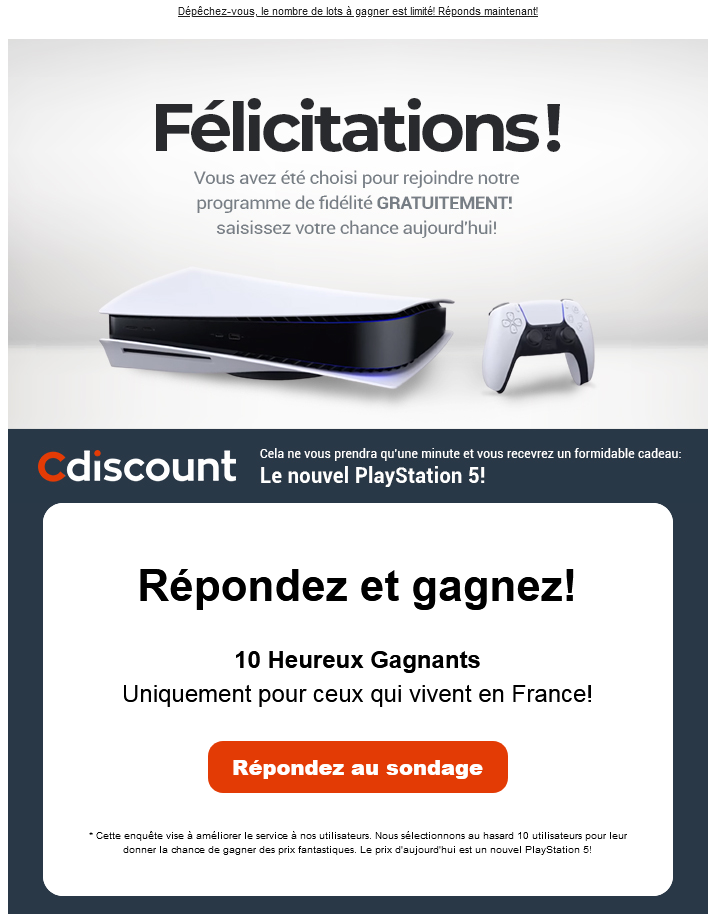 Dépêchez-vous, le nombre de lots à gagner est limité! Réponds maintenant!
Félicitations!
Vous avez été choisi pour rejoindre notre
programme de fidélité GRATUITEMENT!
saisissez votre chance aujourd'hui!
Cdiscount
Cela ne vous prendra qu'une minute et vous recevrez un formidable cadeau:
Le nouvel PlayStation 5!
Répondez et gagnez!
10 Heureux Gagnants
Uniquement pour ceux qui vivent en France!
Répondez au sondage
* Cette enquête vise à améliorer le service à nos utilisateurs. Nous sélectionnons au hasard 10 utilisateurs pour leur
donner la chance de gagner des prix fantastiques. Le prix d'aujourd'hui est un nouvel PlayStation 5!